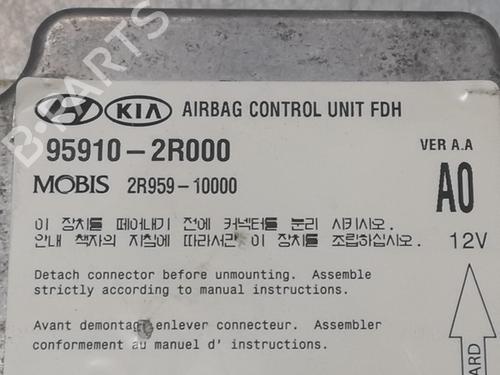 B-PARTS
HYUNDAI KIA AIRBAG CONTROL UNIT FDH
95910-2R000 VER A.A
MOBIS 2R959-10000 A0
이 장치를 떼어내기 전에 커넥터를 분리 시키시오.
안내 책자의 지침에 따라서만 이 장치를 조립하십시오. 12V
Detach connector before unmounting. Assemble
strictly according to manual instructions.
Avant demontage enlever connecteur. Assembler
conformement au manuel d' instructions.
ARD